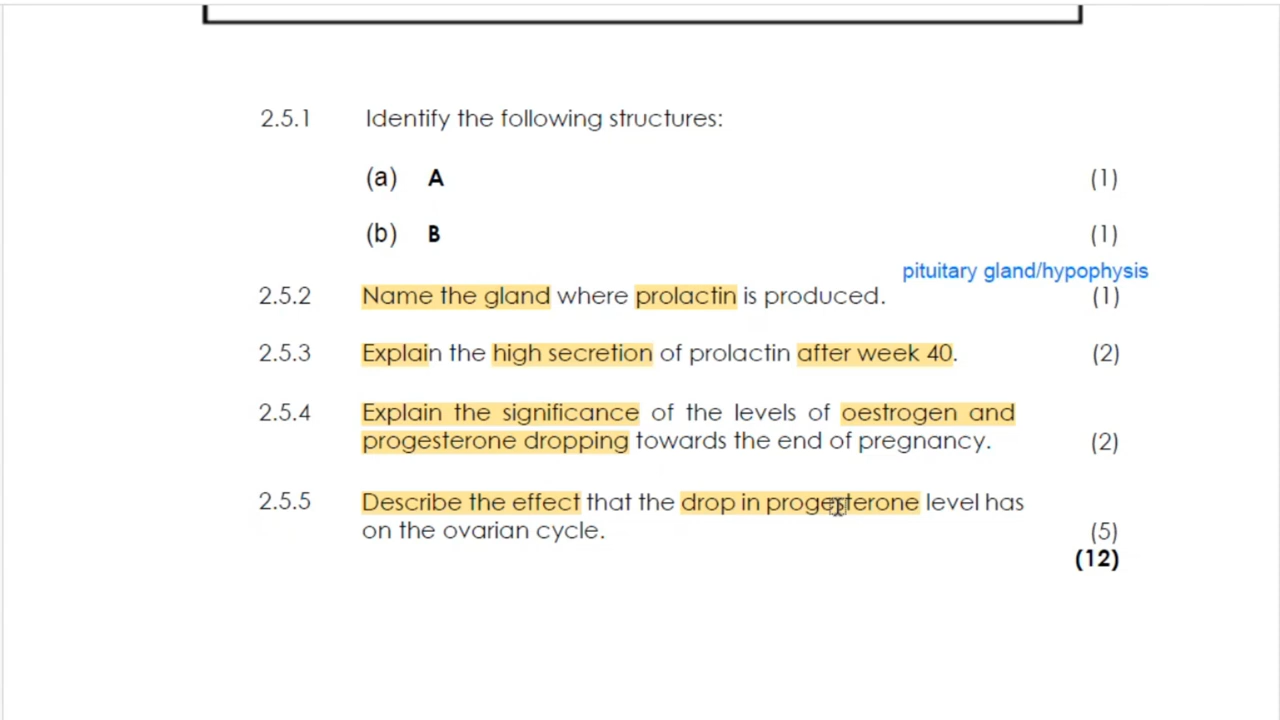 2.5.1 Identify the following structures:
(a) A (1)
(b) B (1)
pituitary gland/hypophysis
2.5.2 Name the gland where prolactin is produced. (1)
2.5.3 Explain the high secretion of prolactin after week 40. (2)
2.5.4 Explain the significance of the levels of oestrogen and
progesterone dropping towards the end of pregnancy. (2)
2.5.5 Describe the effect that the drop in progesterone level has
on the ovarian cycle. (5)
(12)